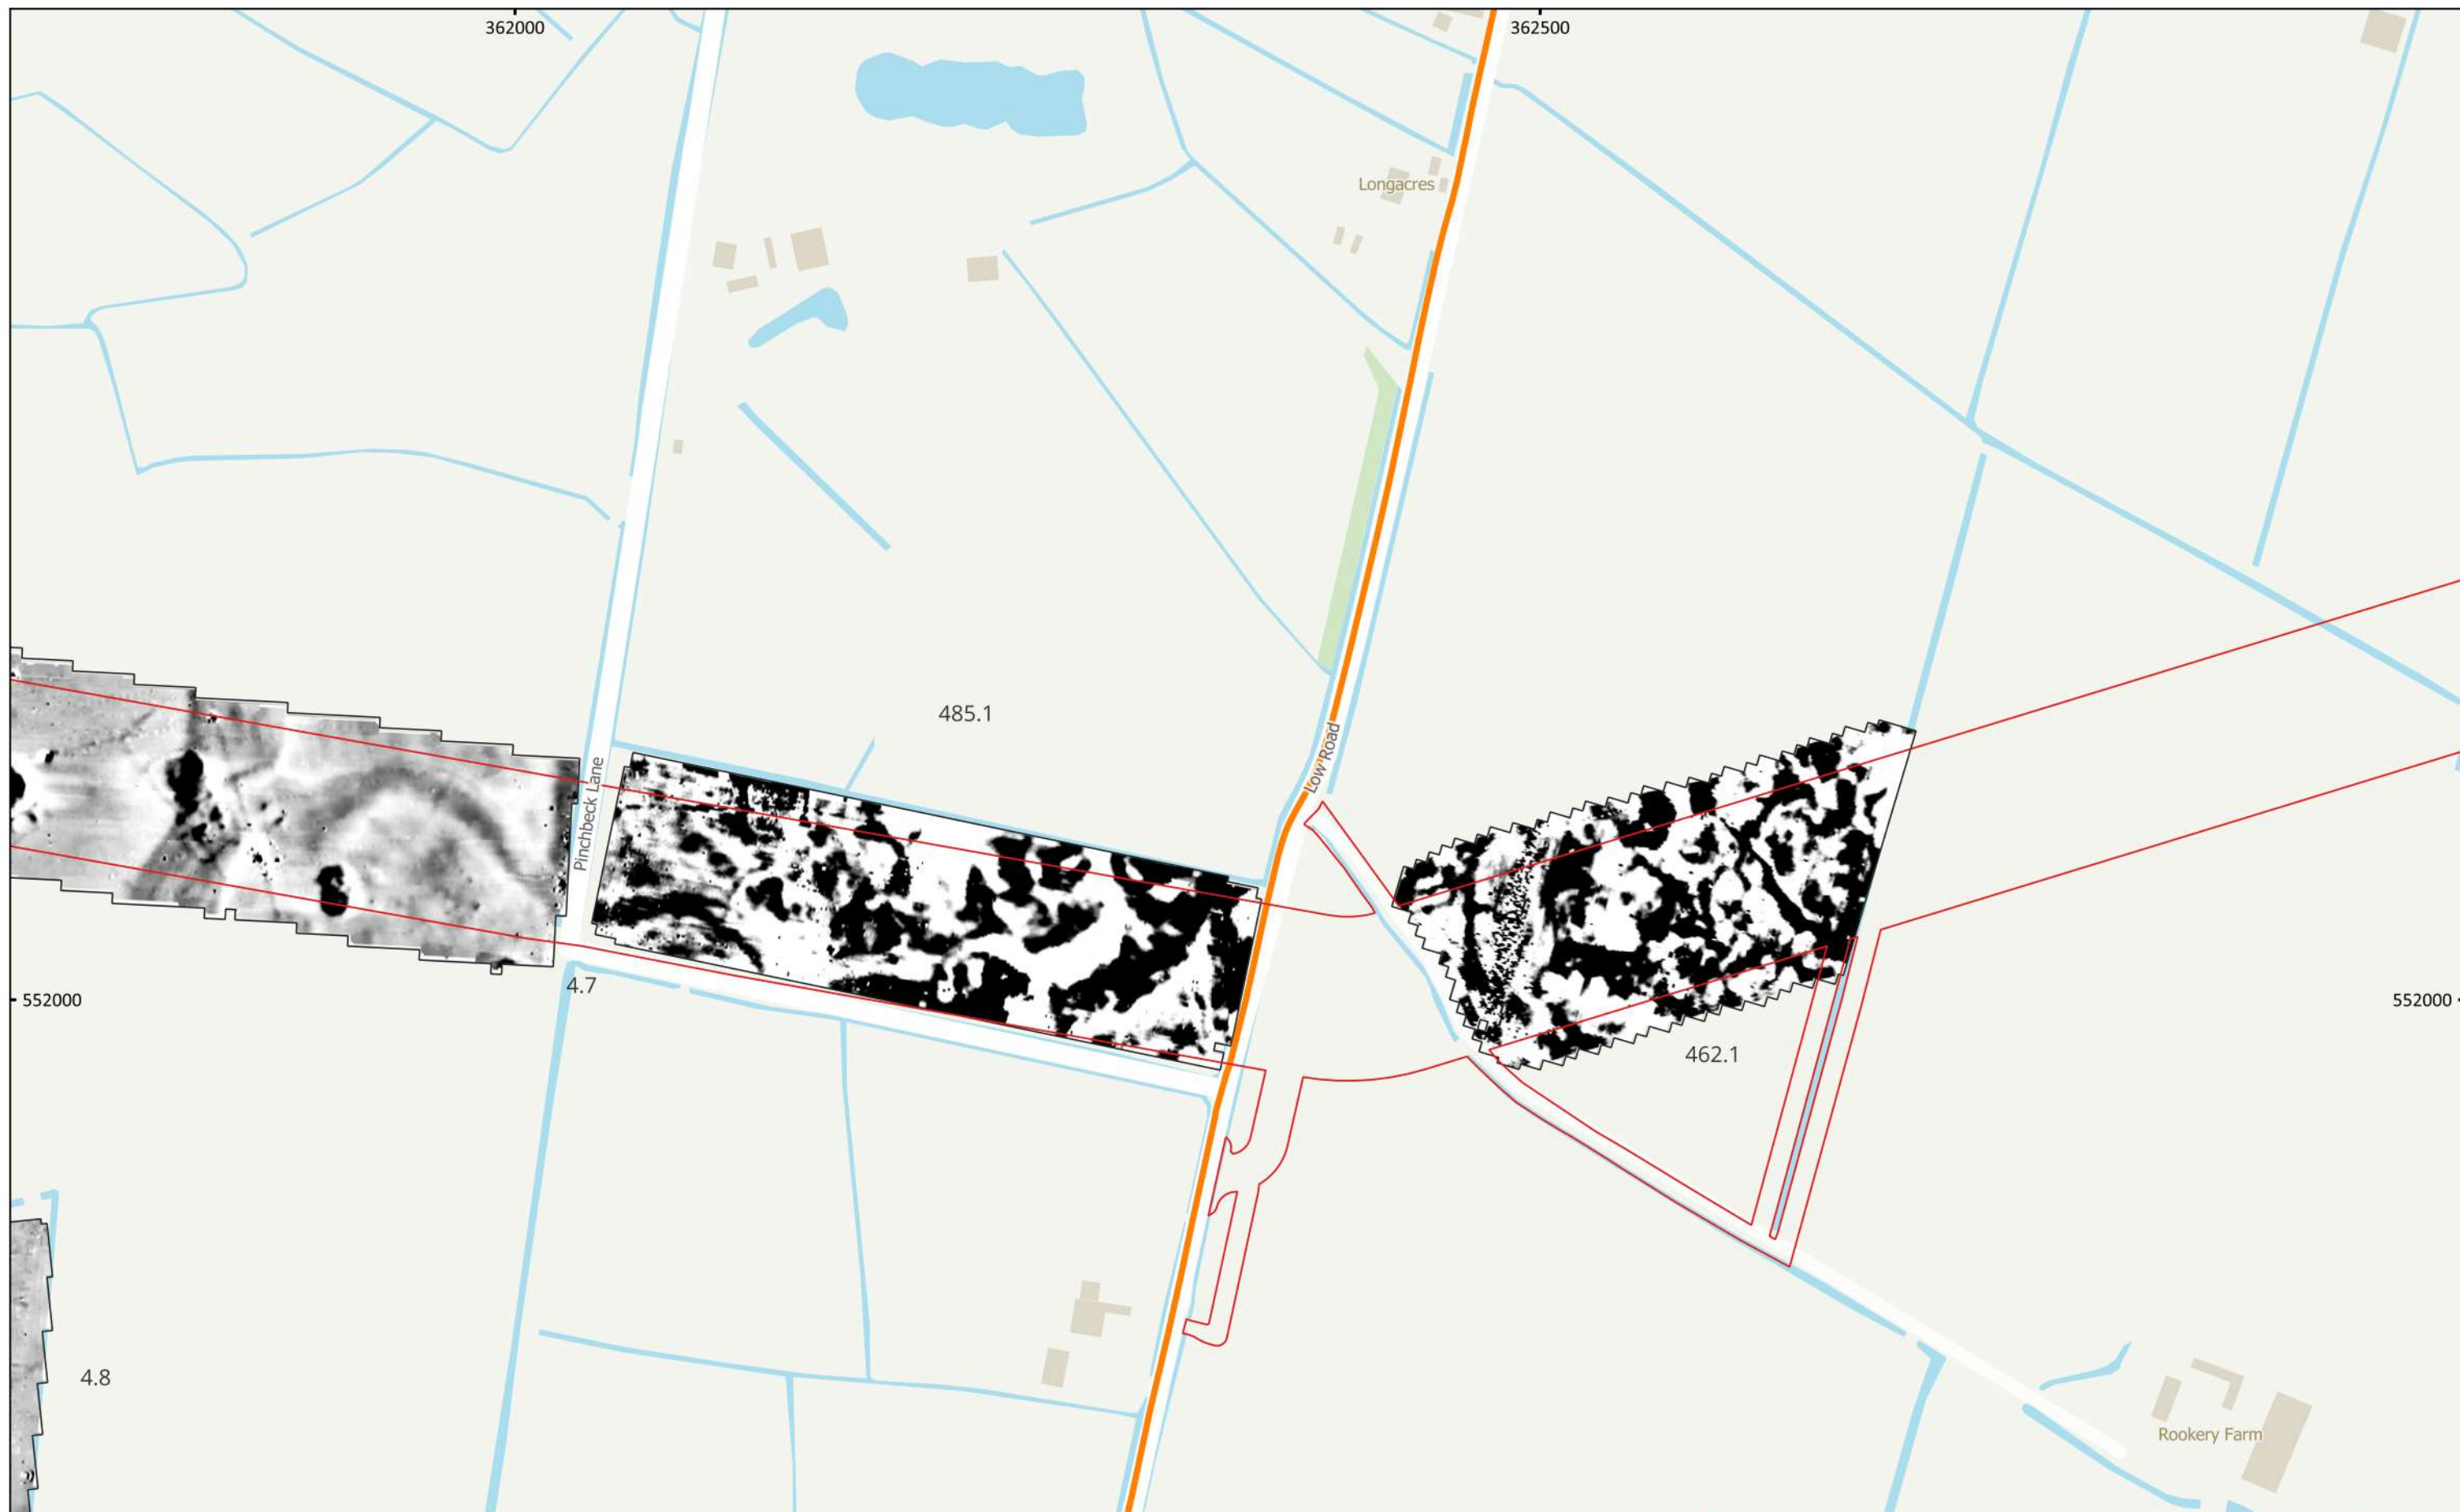 362000
362500
Longacres
485.1
Low Road
Pinchbeck Lane
4.7
552000
552000
462.1
4.8
Rookery Farm